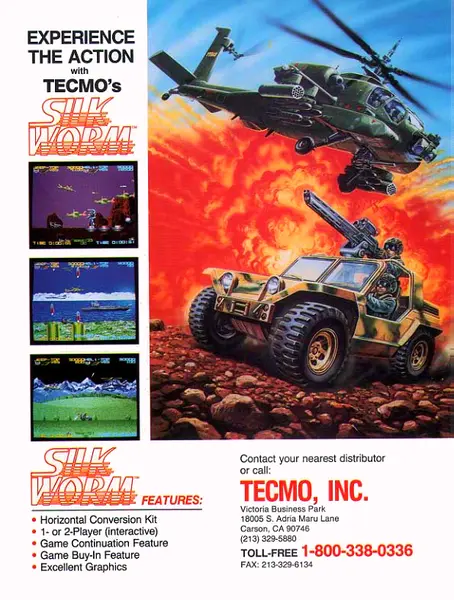 EXPERIENCE
THE ACTION
with
TECMO's
SILK
WORM™
SILK
WORM™
FEATURES:
• Horizontal Conversion Kit
• 1- or 2-Player (interactive)
• Game Continuation Feature
• Game Buy-In Feature
• Excellent Graphics
Contact your nearest distributor
or call:
TECMO, INC.
Victoria Business Park
18005 S. Adria Maru Lane
Carson, CA 90746
(213) 329-5880
TOLL-FREE 1-800-338-0336
FAX: 213-329-6134